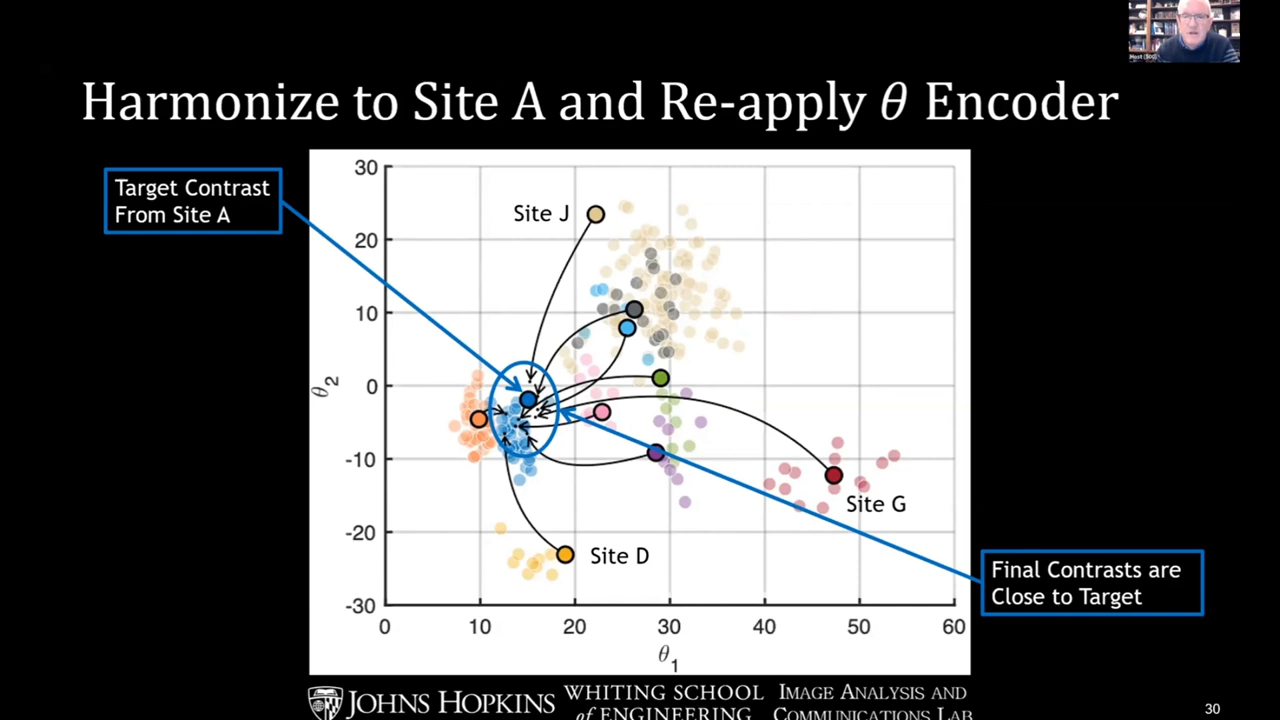 Host (500)
Harmonize to Site A and Re-apply θ Encoder
Target Contrast
From Site A
30
20
10
0
-10
-20
-30
θ2
Site J
Site G
Site D
0 10 20 30 40 50 60
θ1
Final Contrasts are
Close to Target
JOHNS HOPKINS
WHITING SCHOOL
of ENGINEERING
IMAGE ANALYSIS AND
COMMUNICATIONS LAB
30